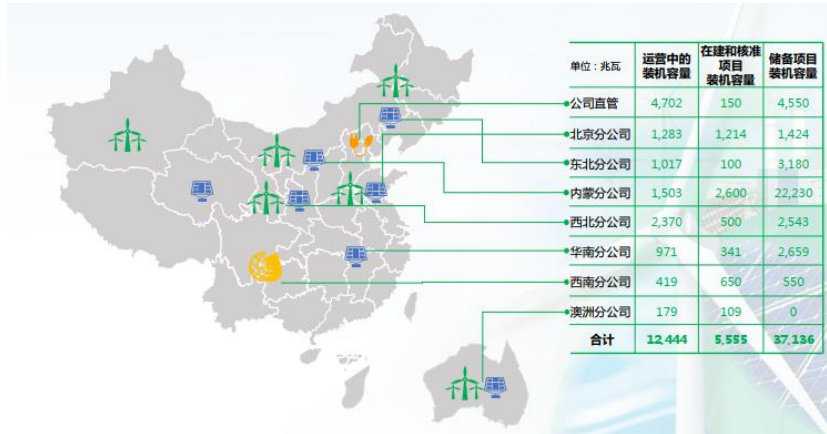 单位：兆瓦 运营中的装机容量 在建和核准项目装机容量 储备项目装机容量
公司直管 4,702 150 4,550
北京分公司 1,283 1,214 1,424
东北分公司 1,017 100 3,180
内蒙分公司 1,503 2,600 22,230
西北分公司 2,370 500 2,543
华南分公司 971 341 2,659
西南分公司 419 650 550
澳洲分公司 179 109 0
合计 12,444 5,555 37,136